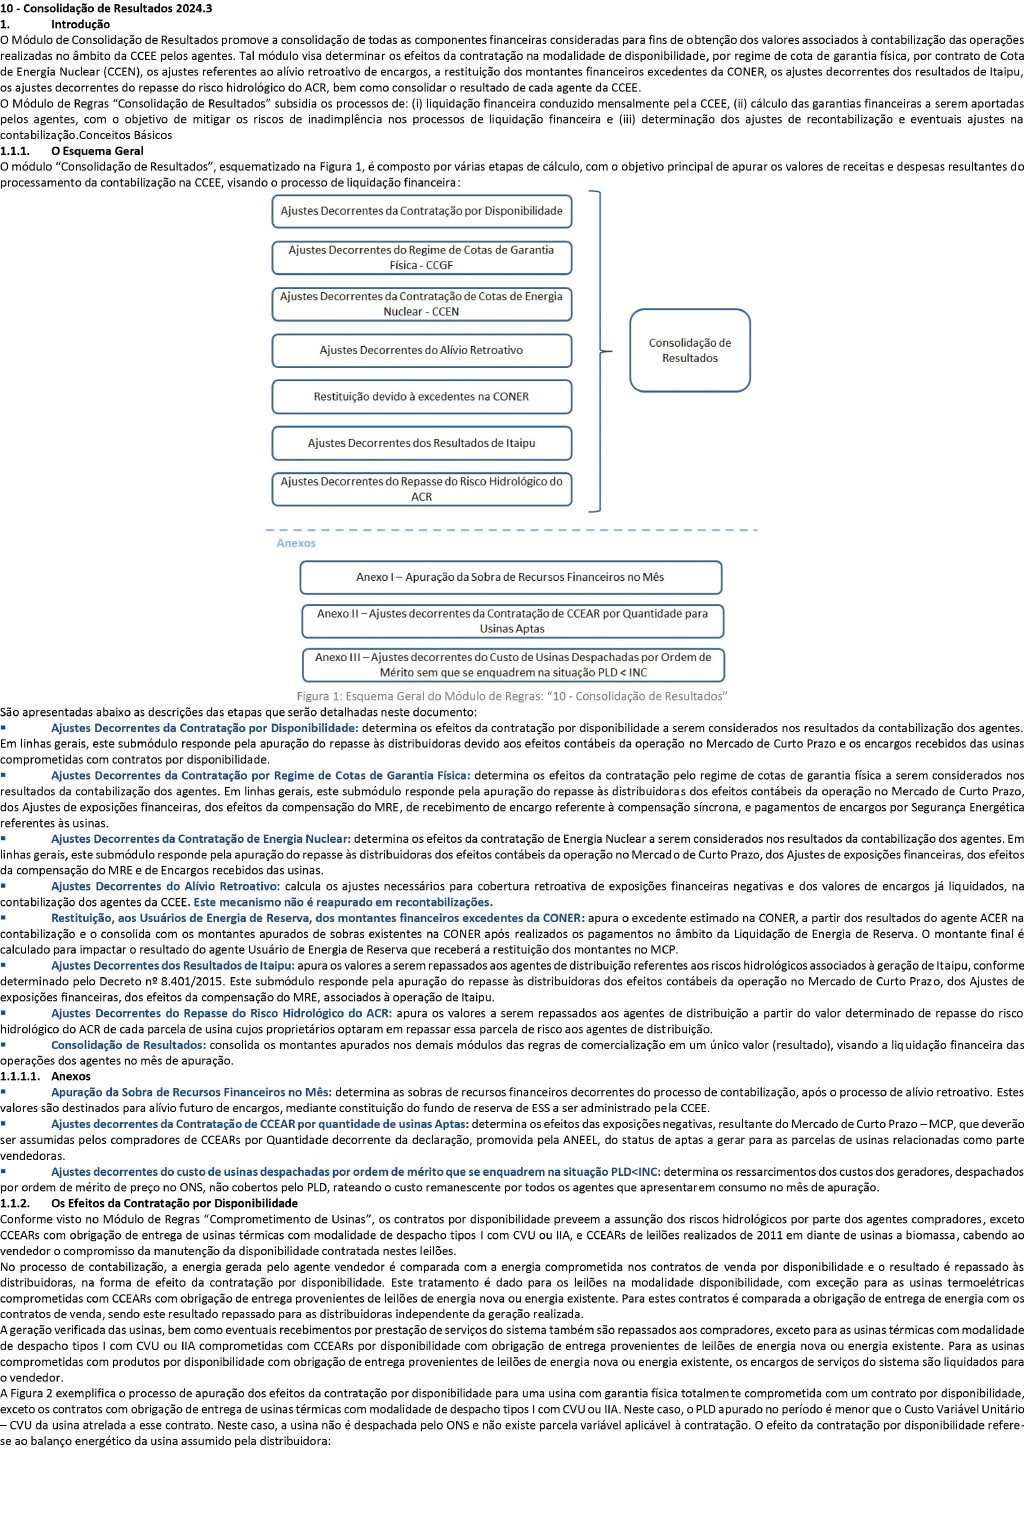 10 - Consolidação de Resultados 2024.3
1. Introdução
O Módulo de Consolidação de Resultados promove a consolidação de todas as componentes financeiras consideradas para fins de obtenção dos valores associados à contabilização das operações
realizadas no âmbito da CCEE pelos agentes. Tal módulo visa determinar os efeitos da contratação na modalidade de disponibilidade, por regime de cota de garantia física, por contrato de Cota
de Energia Nuclear (CCEN), os ajustes referentes ao alívio retroativo de encargos, a restituição dos montantes financeiros excedentes da CONER, os ajustes decorrentes dos resultados de Itaipu,
os ajustes decorrentes do repasse do risco hidrológico do ACR, bem como consolidar o resultado de cada agente da CCEE.
O Módulo de Regras “Consolidação de Resultados” subsidia os processos de: (i) liquidação financeira conduzido mensalmente pela CCEE, (ii) cálculo das garantias financeiras a serem aportadas
pelos agentes, com o objetivo de mitigar os riscos de inadimplência nos processos de liquidação financeira e (iii) determinação dos ajustes de recontabilização e eventuais ajustes na
contabilização.Conceitos Básicos
1.1.1. O Esquema Geral
O módulo “Consolidação de Resultados”, esquematizado na Figura 1, é composto por várias etapas de cálculo, com o objetivo principal de apurar os valores de receitas e despesas resultantes do
processamento da contabilização na CCEE, visando o processo de liquidação financeira:
Ajustes Decorrentes da Contratação por Disponibilidade
Ajustes Decorrentes do Regime de Cotas de Garantia
Física - CCGF
Ajustes Decorrentes da Contratação de Cotas de Energia
Nuclear - CCEN
Ajustes Decorrentes do Alívio Retroativo
Restituição devido à excedentes na CONER
Ajustes Decorrentes dos Resultados de Itaipu
Ajustes Decorrentes do Repasse do Risco Hidrológico do
ACR
Consolidação de
Resultados
Anexos
Anexo I – Apuração da Sobra de Recursos Financeiros no Mês
Anexo II – Ajustes decorrentes da Contratação de CCEAR por Quantidade para
Usinas Aptas
Anexo III – Ajustes decorrentes do Custo de Usinas Despachadas por Ordem de
Mérito sem que se enquadrem na situação PLD < INC
Figura 1: Esquema Geral do Módulo de Regras: “10 - Consolidação de Resultados”
São apresentadas abaixo as descrições das etapas que serão detalhadas neste documento:
▪ Ajustes Decorrentes da Contratação por Disponibilidade: determina os efeitos da contratação por disponibilidade a serem considerados nos resultados da contabilização dos agentes.
Em linhas gerais, este submódulo responde pela apuração do repasse às distribuidoras devido aos efeitos contábeis da operação no Mercado de Curto Prazo e os encargos recebidos das usinas
comprometidas com contratos por disponibilidade.
▪ Ajustes Decorrentes da Contratação por Regime de Cotas de Garantia Física: determina os efeitos da contratação pelo regime de cotas de garantia física a serem considerados nos
resultados da contabilização dos agentes. Em linhas gerais, este submódulo responde pela apuração do repasse às distribuidoras dos efeitos contábeis da operação no Mercado de Curto Prazo,
dos Ajustes de exposições financeiras, dos efeitos da compensação do MRE, de recebimento de encargo referente à compensação síncrona, e pagamentos de encargos por Segurança Energética
referentes às usinas.
▪ Ajustes Decorrentes da Contratação de Energia Nuclear: determina os efeitos da contratação de Energia Nuclear a serem considerados nos resultados da contabilização dos agentes. Em
linhas gerais, este submódulo responde pela apuração do repasse às distribuidoras dos efeitos contábeis da operação no Mercado de Curto Prazo, dos Ajustes de exposições financeiras, dos efeitos
da compensação do MRE e de Encargos recebidos das usinas.
▪ Ajustes Decorrentes do Alívio Retroativo: calcula os ajustes necessários para cobertura retroativa de exposições financeiras negativas e dos valores de encargos já liquidados, na
contabilização dos agentes da CCEE. Este mecanismo não é reapurado em recontabilizações.
▪ Restituição, aos Usuários de Energia de Reserva, dos montantes financeiros excedentes da CONER: apura o excedente estimado na CONER, a partir dos resultados do agente ACER na
contabilização e o consolida com os montantes apurados de sobras existentes na CONER após realizados os pagamentos no âmbito da Liquidação de Energia de Reserva. O montante final é
calculado para impactar o resultado do agente Usuário de Energia de Reserva que receberá a restituição dos montantes no MCP.
▪ Ajustes Decorrentes dos Resultados de Itaipu: apura os valores a serem repassados aos agentes de distribuição referentes aos riscos hidrológicos associados à geração de Itaipu, conforme
determinado pelo Decreto nº 8.401/2015. Este submódulo responde pela apuração do repasse às distribuidoras dos efeitos contábeis da operação no Mercado de Curto Prazo, dos Ajustes de
exposições financeiras, dos efeitos da compensação do MRE, associados à operação de Itaipu.
▪ Ajustes Decorrentes do Repasse do Risco Hidrológico do ACR: apura os valores a serem repassados aos agentes de distribuição a partir do valor determinado de repasse do risco
hidrológico do ACR de cada parcela de usina cujos proprietários optaram em repassar essa parcela de risco aos agentes de distribuição.
▪ Consolidação de Resultados: consolida os montantes apurados nos demais módulos das regras de comercialização em um único valor (resultado), visando a liquidação financeira das
operações dos agentes no mês de apuração.
1.1.1.1. Anexos
▪ Apuração da Sobra de Recursos Financeiros no Mês: determina as sobras de recursos financeiros decorrentes do processo de contabilização, após o processo de alívio retroativo. Estes
valores são destinados para alívio futuro de encargos, mediante constituição do fundo de reserva de ESS a ser administrado pela CCEE.
▪ Ajustes decorrentes da Contratação de CCEAR por quantidade de usinas Aptas: determina os efeitos das exposições negativas, resultante do Mercado de Curto Prazo – MCP, que deverão
ser assumidas pelos compradores de CCEARs por Quantidade decorrente da declaração, promovida pela ANEEL, do status de aptas a gerar para as parcelas de usinas relacionadas como parte
vendedoras.
▪ Ajustes decorrentes do custo de usinas despachadas por ordem de mérito que se enquadrem na situação PLD<INC: determina os ressarcimentos dos custos dos geradores, despachados
por ordem de mérito de preço no ONS, não cobertos pelo PLD, rateando o custo remanescente por todos os agentes que apresentarem consumo no mês de apuração.
1.1.2. Os Efeitos da Contratação por Disponibilidade
Conforme visto no Módulo de Regras “Comprometimento de Usinas”, os contratos por disponibilidade preveem a assunção dos riscos hidrológicos por parte dos agentes compradores, exceto
CCEARs com obrigação de entrega de usinas térmicas com modalidade de despacho tipos I com CVU ou IIA, e CCEARs de leilões realizados de 2011 em diante de usinas a biomassa, cabendo ao
vendedor o compromisso da manutenção da disponibilidade contratada nestes leilões.
No processo de contabilização, a energia gerada pelo agente vendedor é comparada com a energia comprometida nos contratos de venda por disponibilidade e o resultado é repassado às
distribuidoras, na forma de efeito da contratação por disponibilidade. Este tratamento é dado para os leilões na modalidade disponibilidade, com exceção para as usinas termoelétricas
comprometidas com CCEARs com obrigação de entrega provenientes de leilões de energia nova ou energia existente. Para estes contratos é comparada a obrigação de entrega de energia com os
contratos de venda, sendo este resultado repassado para as distribuidoras independente da geração realizada.
A geração verificada das usinas, bem como eventuais recebimentos por prestação de serviços do sistema também são repassados aos compradores, exceto para as usinas térmicas com modalidade
de despacho tipos I com CVU ou IIA comprometidas com CCEARs por disponibilidade com obrigação de entrega provenientes de leilões de energia nova ou energia existente. Para as usinas
comprometidas com produtos por disponibilidade com obrigação de entrega provenientes de leilões de energia nova ou energia existente, os encargos de serviços do sistema são liquidados para
o vendedor.
A Figura 2 exemplifica o processo de apuração dos efeitos da contratação por disponibilidade para uma usina com garantia física totalmente comprometida com um contrato por disponibilidade,
exceto os contratos com obrigação de entrega de usinas térmicas com modalidade de despacho tipos I com CVU ou IIA. Neste caso, o PLD apurado no período é menor que o Custo Variável Unitário
– CVU da usina atrelada a esse contrato. Neste caso, a usina não é despachada pelo ONS e não existe parcela variável aplicável à contratação. O efeito da contratação por disponibilidade refere-
se ao balanço energético da usina assumido pela distribuidora: